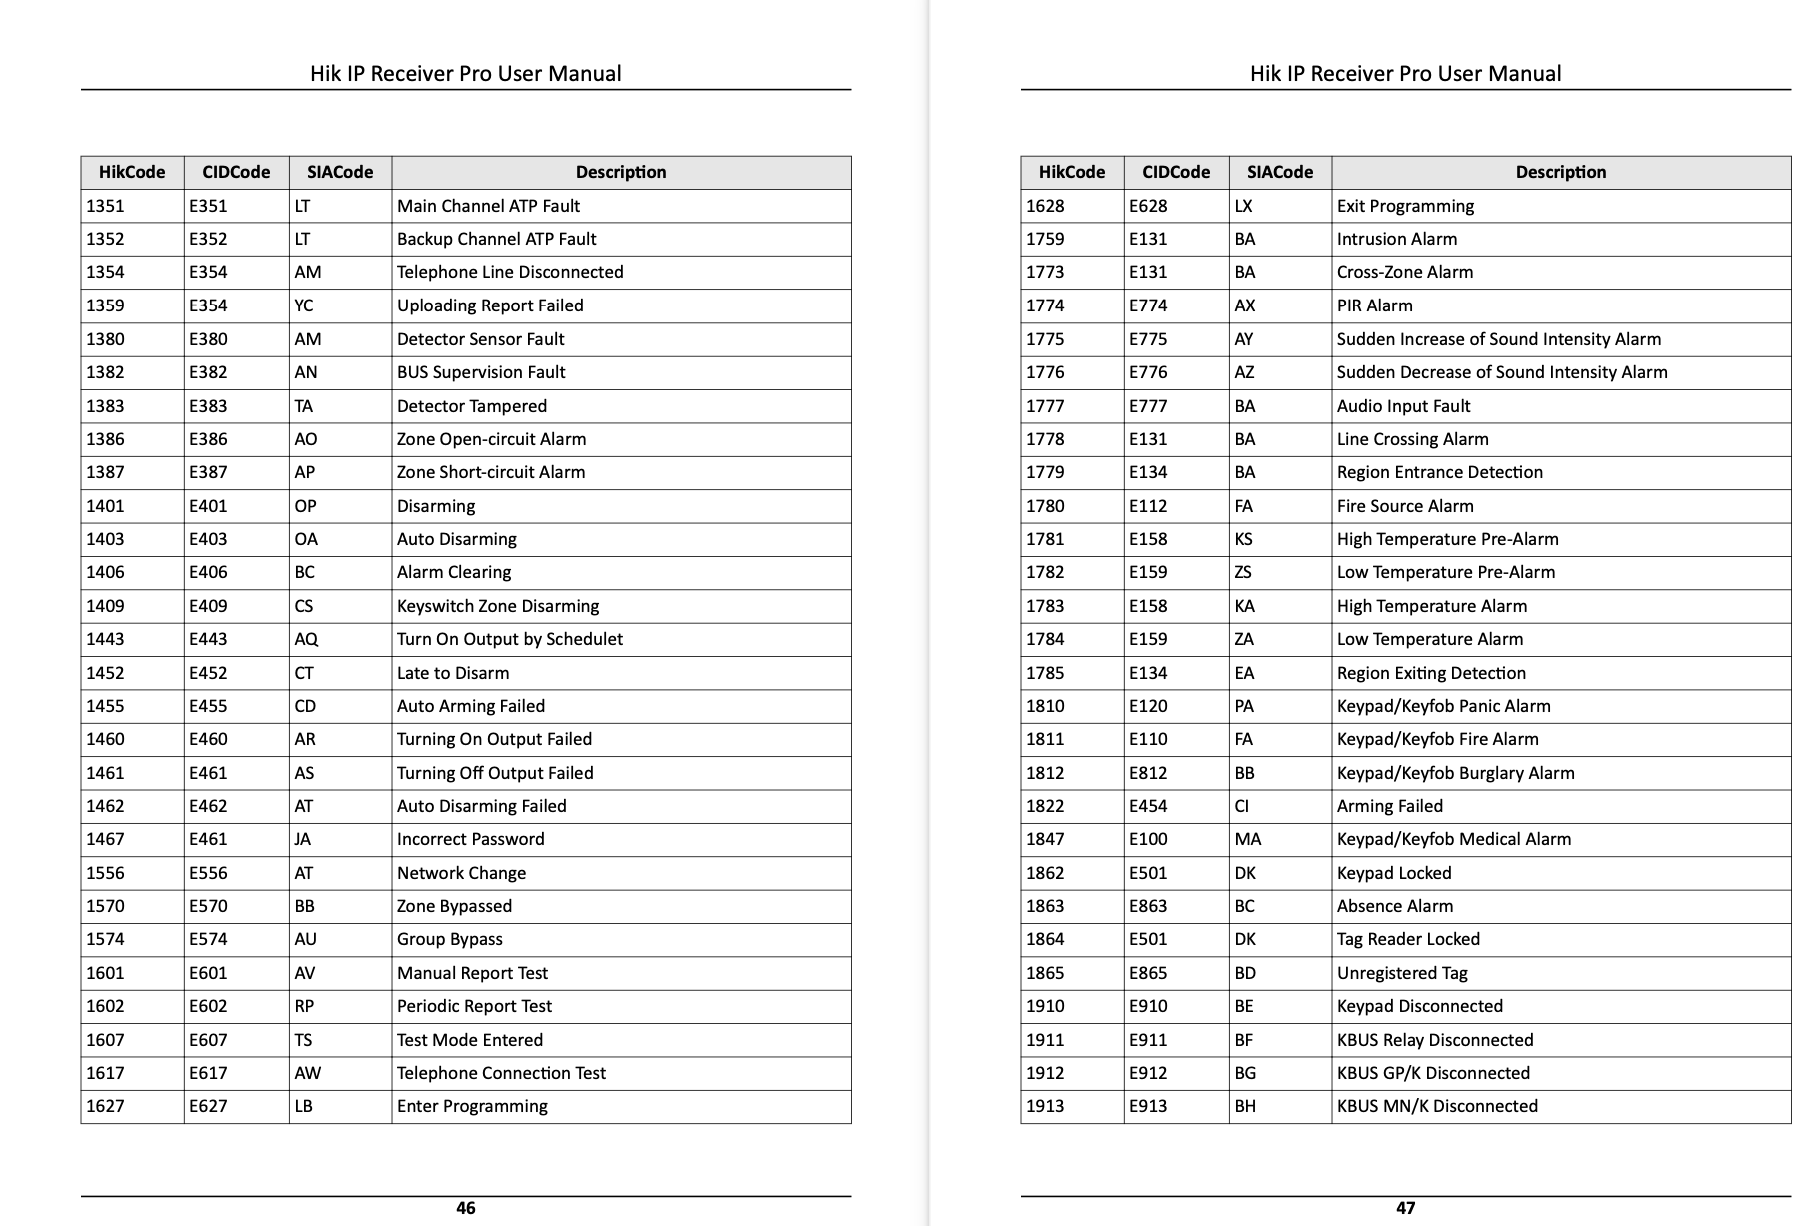 Hik IP Receiver Pro User Manual
HikCode CIDCode SIACode Description
1351 E351 LT Main Channel ATP Fault
1352 E352 LT Backup Channel ATP Fault
1354 E354 AM Telephone Line Disconnected
1359 E354 YC Uploading Report Failed
1380 E380 AM Detector Sensor Fault
1382 E382 AN BUS Supervision Fault
1383 E383 TA Detector Tampered
1386 E386 AO Zone Open-circuit Alarm
1387 E387 AP Zone Short-circuit Alarm
1401 E401 OP Disarming
1403 E403 OA Auto Disarming
1406 E406 BC Alarm Clearing
1409 E409 CS Keyswitch Zone Disarming
1443 E443 AQ Turn On Output by Schedulet
1452 E452 CT Late to Disarm
1455 E455 CD Auto Arming Failed
1460 E460 AR Turning On Output Failed
1461 E461 AS Turning Off Output Failed
1462 E462 AT Auto Disarming Failed
1467 E461 JA Incorrect Password
1556 E556 AT Network Change
1570 E570 BB Zone Bypassed
1574 E574 AU Group Bypass
1601 E601 AV Manual Report Test
1602 E602 RP Periodic Report Test
1607 E607 TS Test Mode Entered
1617 E617 AW Telephone Connection Test
1627 E627 LB Enter Programming
46
Hik IP Receiver Pro User Manual
HikCode CIDCode SIACode Description
1628 E628 LX Exit Programming
1759 E131 BA Intrusion Alarm
1773 E131 BA Cross-Zone Alarm
1774 E774 AX PIR Alarm
1775 E775 AY Sudden Increase of Sound Intensity Alarm
1776 E776 AZ Sudden Decrease of Sound Intensity Alarm
1777 E777 BA Audio Input Fault
1778 E131 BA Line Crossing Alarm
1779 E134 BA Region Entrance Detection
1780 E112 FA Fire Source Alarm
1781 E158 KS High Temperature Pre-Alarm
1782 E159 ZS Low Temperature Pre-Alarm
1783 E158 KA High Temperature Alarm
1784 E159 ZA Low Temperature Alarm
1785 E134 EA Region Exiting Detection
1810 E120 PA Keypad/Keyfob Panic Alarm
1811 E110 FA Keypad/Keyfob Fire Alarm
1812 E812 BB Keypad/Keyfob Burglary Alarm
1822 E454 CI Arming Failed
1847 E100 MA Keypad/Keyfob Medical Alarm
1862 E501 DK Keypad Locked
1863 E863 BC Absence Alarm
1864 E501 DK Tag Reader Locked
1865 E865 BD Unregistered Tag
1910 E910 BE Keypad Disconnected
1911 E911 BF KBUS Relay Disconnected
1912 E912 BG KBUS GP/K Disconnected
1913 E913 BH KBUS MN/K Disconnected
47